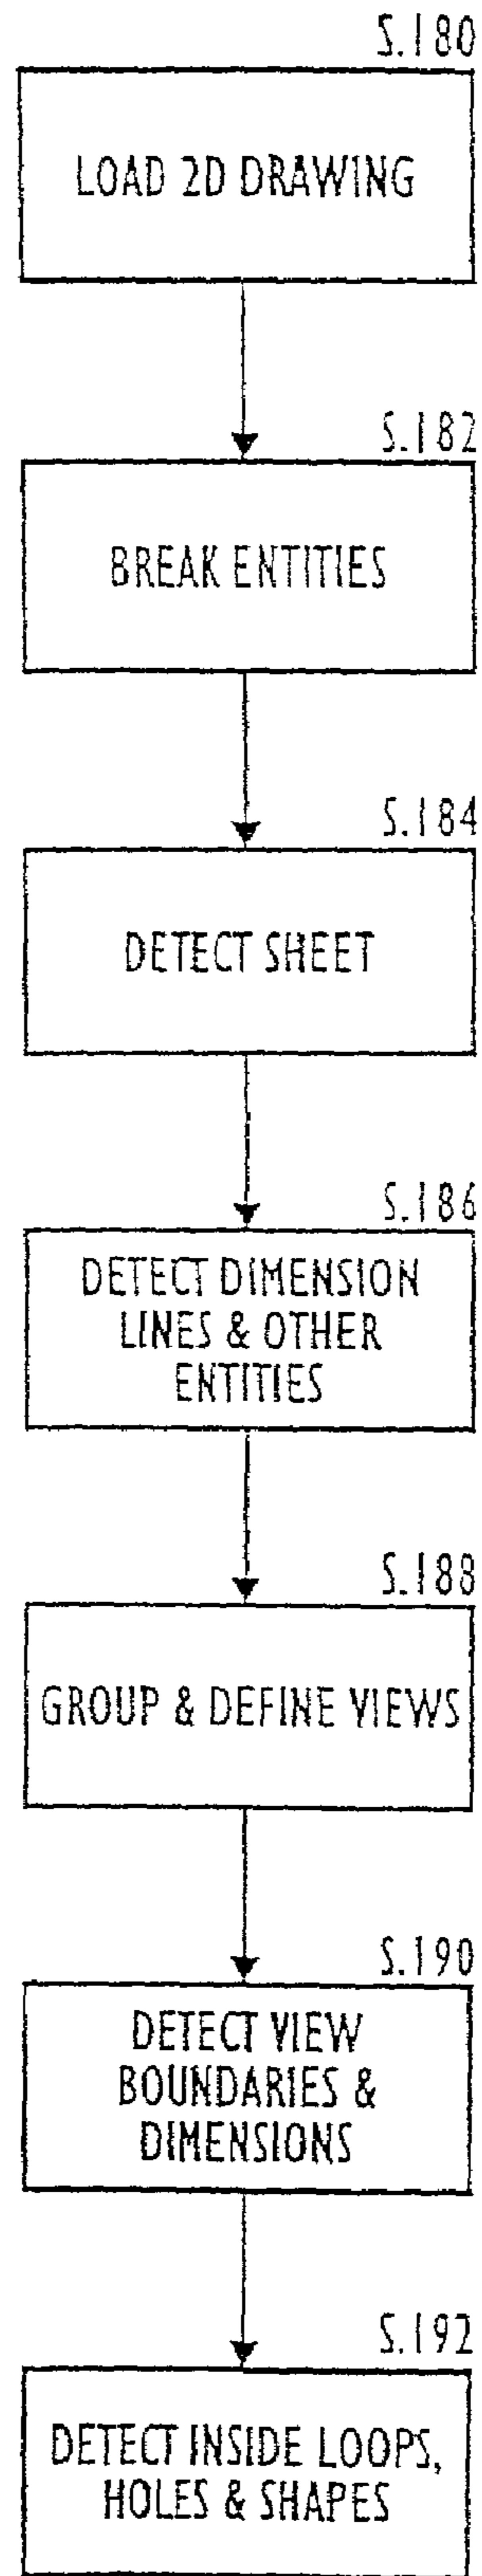 S.180
LOAD 2D DRAWING
S.182
BREAK ENTITIES
S.184
DETECT SHEET
S.186
DETECT DIMENSION
LINES & OTHER
ENTITIES
S.188
GROUP & DEFINE VIEWS
S.190
DETECT VIEW
BOUNDARIES &
DIMENSIONS
S.192
DETECT INSIDE LOOPS,
HOLES & SHAPES